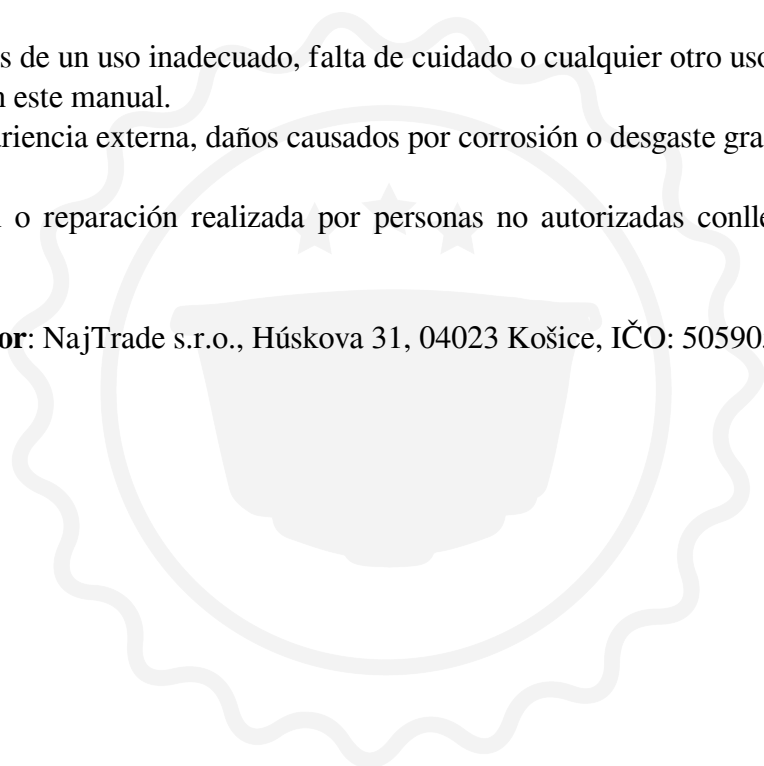 s de un uso inadecuado, falta de cuidado o cualquier otro uso
este manual.
riencia externa, daños causados por corrosión o desgaste gra
o reparación realizada por personas no autorizadas conlle
or: NajTrade s.r.o., Húskova 31, 04023 Košice, IČO: 50590